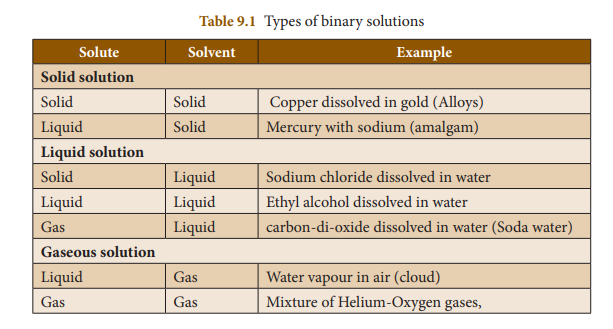 Table 9.1 Types of binary solutions
Solute Solvent Example
Solid solution
Solid Solid Copper dissolved in gold (Alloys)
Liquid Solid Mercury with sodium (amalgam)
Liquid solution
Solid Liquid Sodium chloride dissolved in water
Liquid Liquid Ethyl alcohol dissolved in water
Gas Liquid carbon-di-oxide dissolved in water (Soda water)
Gaseous solution
Liquid Gas Water vapour in air (cloud)
Gas Gas Mixture of Helium-Oxygen gases,